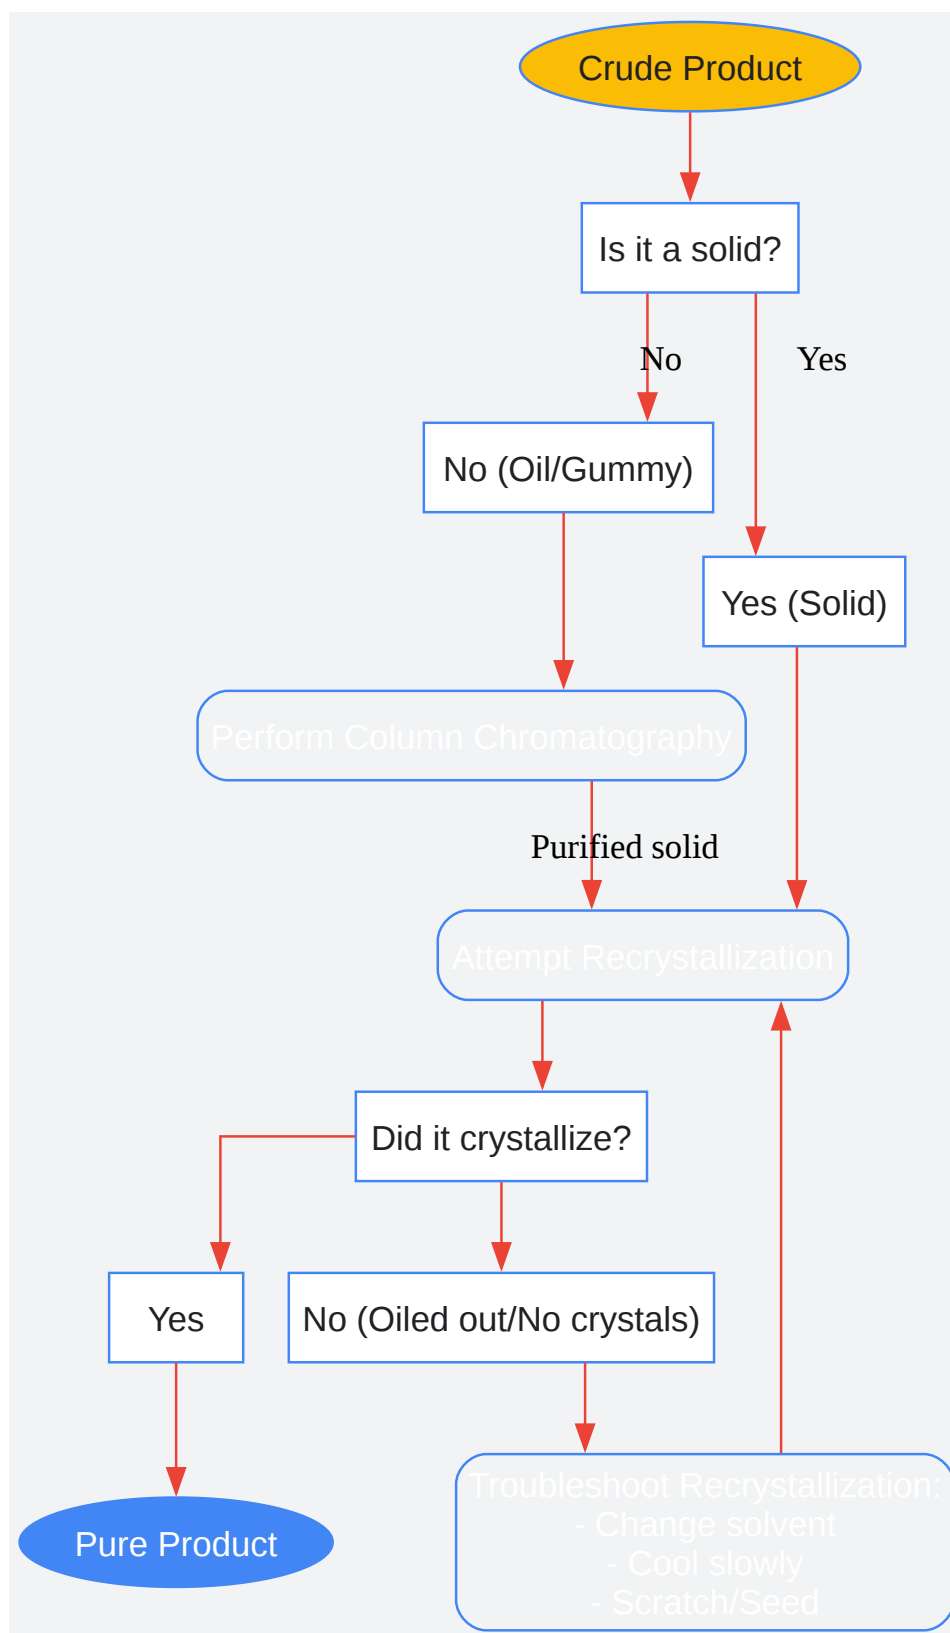 Crude Product
Is it a solid?
No
Yes
No (Oil/Gummy)
Yes (Solid)
Perform Column Chromatography
Purified solid
Attempt Recrystallization
Did it crystallize?
Yes
No (Oiled out/No crystals)
Troubleshoot Recrystallization:
- Change solvent
- Cool slowly
- Scratch/Seed
Pure Product